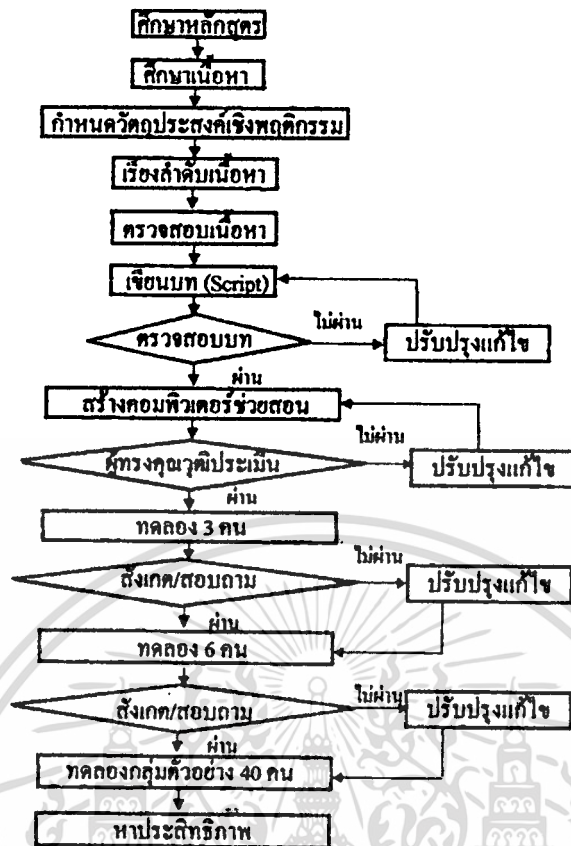 ศึกษาหลักสูตร
ศึกษาเนื้อหา
กำหนดวัตถุประสงค์เชิงพฤติกรรม
เรียงลำดับเนื้อหา
ตรวจสอบเนื้อหา
เขียนบท (Script)
ตรวจสอบบท
ไม่ผ่าน
ปรับปรุงแก้ไข
ผ่าน
สร้างคอมพิวเตอร์ช่วยสอน
ผู้ทรงคุณวุฒิประเมิน
ไม่ผ่าน
ปรับปรุงแก้ไข
ผ่าน
ทดลอง 3 คน
สังเกต/สอบถาม
ไม่ผ่าน
ปรับปรุงแก้ไข
ผ่าน
ทดลอง 6 คน
สังเกต/สอบถาม
ไม่ผ่าน
ปรับปรุงแก้ไข
ผ่าน
ทดลองกลุ่มตัวอย่าง 40 คน
หาประสิทธิภาพ